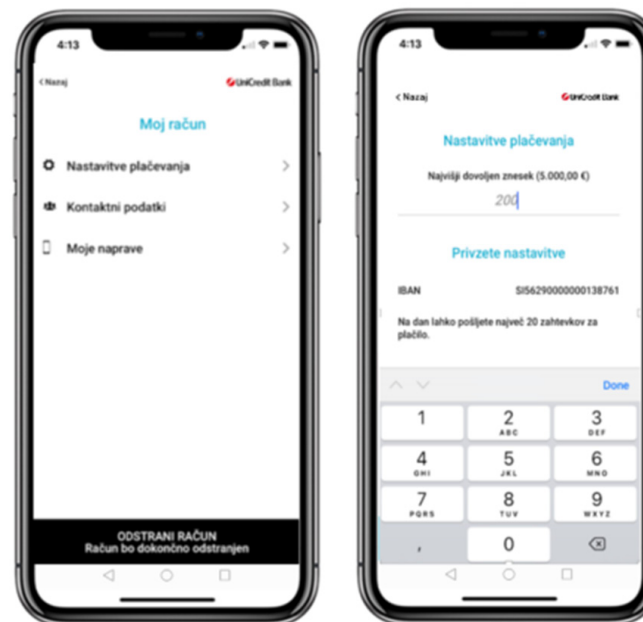 4:13
< Nazaj
UniCredit Bank
Moj račun
Nastavitve plačevanja
Kontaktni podatki
Moje naprave
ODSTRANI RAČUN
Račun bo dokončno odstranjen
4:13
< Nazaj
UniCredit Bank
Nastavitve plačevanja
Najvišji dovoljen znesek (5.000,00 €)
200
Privzete nastavitve
IBAN SI56290000000138761
Na dan lahko pošljete največ 20 zahtevkov za
plačilo.
Done
1 2 3
ABC DEF
4 5 6
GHI JKL MNO
7 8 9
PQRS TUV WXYZ
, 0